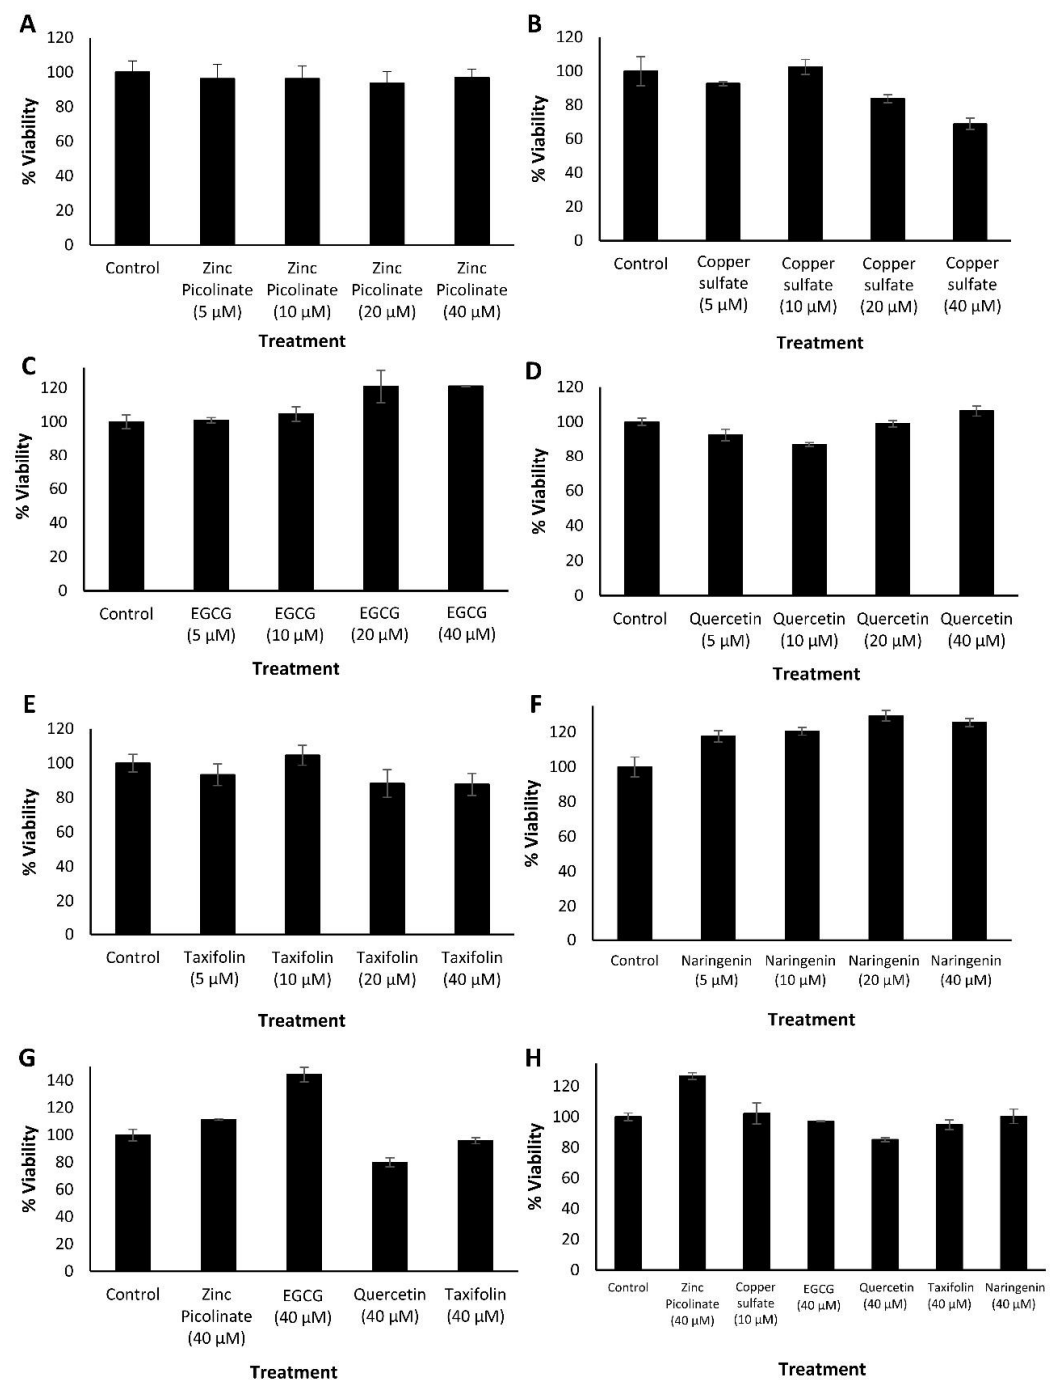 A
120
100
80
60
40
20
0
% Viability
Control
Zinc Picolinate (5 µM)
Zinc Picolinate (10 µM)
Zinc Picolinate (20 µM)
Zinc Picolinate (40 µM)
Treatment
B
120
100
80
60
40
20
0
% Viability
Control
Copper sulfate (5 µM)
Copper sulfate (10 µM)
Copper sulfate (20 µM)
Copper sulfate (40 µM)
Treatment
C
120
100
80
60
40
20
0
% Viability
Control
EGCG (5 µM)
EGCG (10 µM)
EGCG (20 µM)
EGCG (40 µM)
Treatment
D
120
100
80
60
40
20
0
% Viability
Control
Quercetin (5 µM)
Quercetin (10 µM)
Quercetin (20 µM)
Quercetin (40 µM)
Treatment
E
120
100
80
60
40
20
0
% Viability
Control
Taxifolin (5 µM)
Taxifolin (10 µM)
Taxifolin (20 µM)
Taxifolin (40 µM)
Treatment
F
120
100
80
60
40
20
0
% Viability
Control
Naringenin (5 µM)
Naringenin (10 µM)
Naringenin (20 µM)
Naringenin (40 µM)
Treatment
G
140
120
100
80
60
40
20
0
% Viability
Control
Zinc Picolinate (40 µM)
EGCG (40 µM)
Quercetin (40 µM)
Taxifolin (40 µM)
Treatment
H
120
100
80
60
40
20
0
% Viability
Control
Zinc Picolinate (40 µM)
Copper sulfate (10 µM)
EGCG (40 µM)
Quercetin (40 µM)
Taxifolin (40 µM)
Naringenin (40 µM)
Treatment